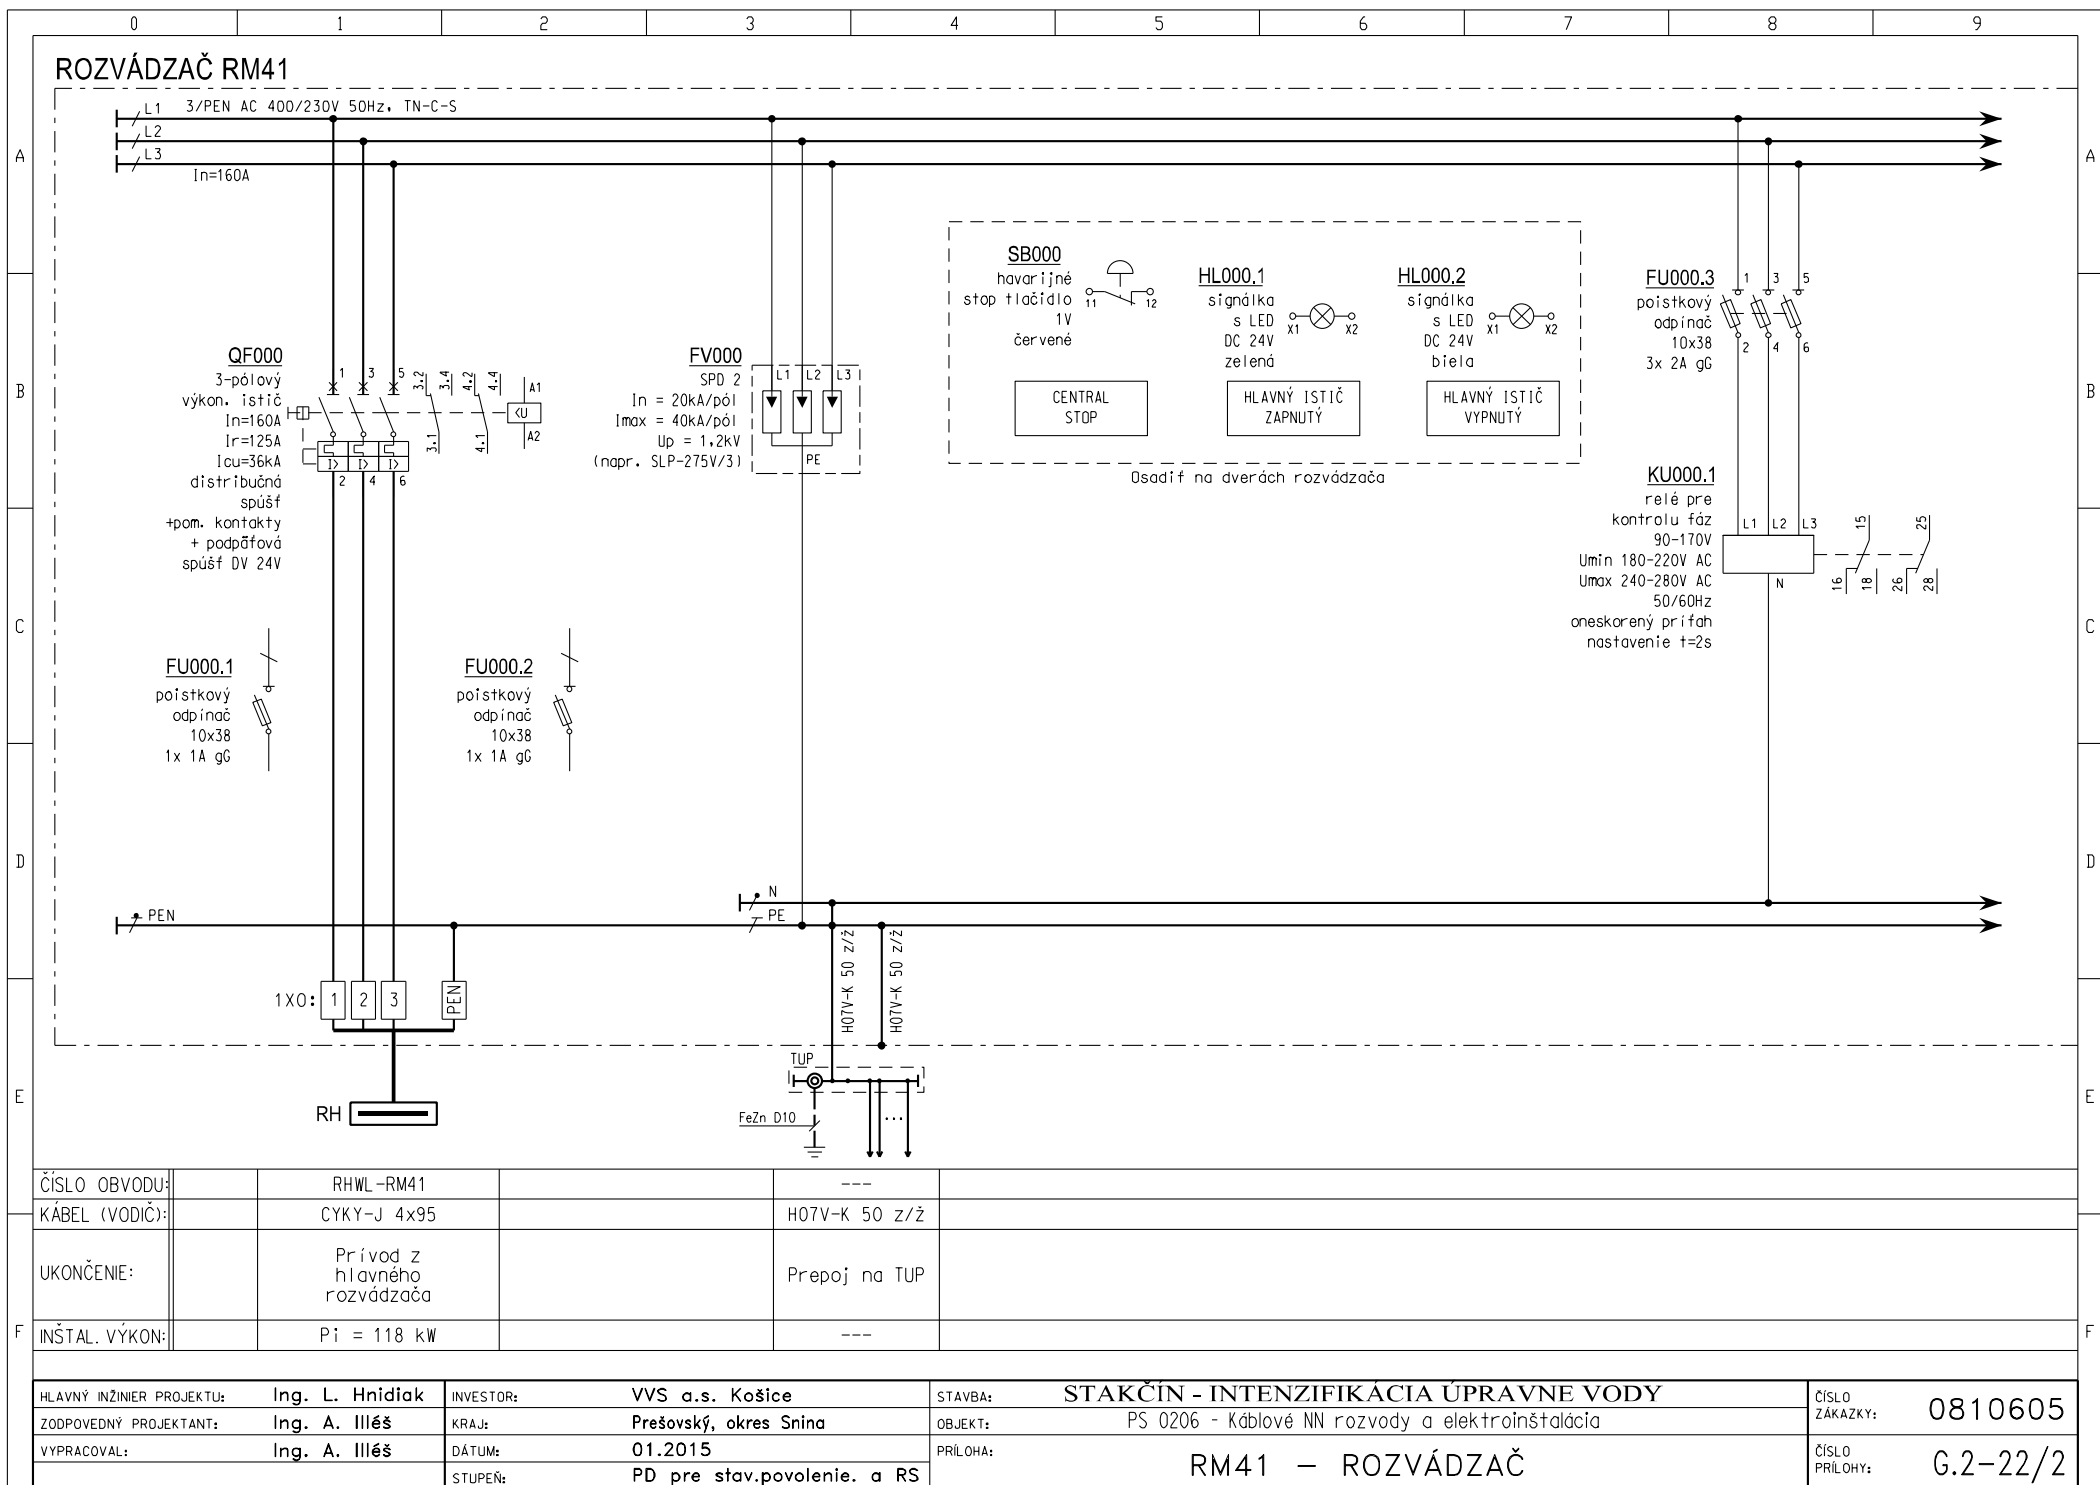 0 1 2 3 4 5 6 7 8 9
ROZVÁDZAČ RM41
L1 3/PEN AC 400/230V 50Hz, TN-C-S
L2
L3
In=160A
A A
B B
C C
D D
E E
F F
QF000
3-pólový
výkon. istič
In=160A
Ir=125A
Icu=36kA
distribučná
spúšť
+pom. kontakty
+ podpäťová
spúšť DV 24V
1 3 5
3.2 3.4 4.2 4.4
A1
<U
A2
3.1 4.1
I> I> I>
2 4 6
FV000
SPD 2
In = 20kA/pól
Imax = 40kA/pól
Up = 1,2kV
(napr. SLP-275V/3)
L1 L2 L3
PE
SB000
havarijné
stop tlačidlo
1V
červené
11 12
CENTRAL
STOP
HL000.1
signálka
s LED
DC 24V
zelená
X1 X2
HLAVNÝ ISTIČ
ZAPNUTÝ
HL000.2
signálka
s LED
DC 24V
biela
X1 X2
HLAVNÝ ISTIČ
VYPNUTÝ
Osadiť na dverách rozvádzača
FU000.3
poistkový
odpínač
10x38
3x 2A gG
1 3 5
2 4 6
KU000.1
relé pre
kontrolu fáz
90-170V
Umin 180-220V AC
Umax 240-280V AC
50/60Hz
oneskorený príťah
nastavenie t=2s
L1 L2 L3
N
15 25
16 18 26 28
FU000.1
poistkový
odpínač
10x38
1x 1A gG
FU000.2
poistkový
odpínač
10x38
1x 1A gG
PEN
N
PE
H07V-K 50 z/ž
H07V-K 50 z/ž
1X0: 1 2 3 PEN
RH
TUP
FeZn D10
...
ČÍSLO OBVODU: RHWL-RM41 ---
KÁBEL (VODIČ): CYKY-J 4x95 H07V-K 50 z/ž
UKONČENIE:
Prívod z
hlavného
rozvádzača
Prepoj na TUP
INŠTAL. VÝKON: Pi = 118 kW ---
HLAVNÝ INŽINIER PROJEKTU: Ing. L. Hnidiak
ZODPOVEDNÝ PROJEKTANT: Ing. A. Illéš
VYPRACOVAL: Ing. A. Illéš
INVESTOR: VVS a.s. Košice
KRAJ: Prešovský, okres Snina
DÁTUM: 01.2015
STUPEŇ: PD pre stav.povolenie. a RS
STAVBA: STAKČÍN - INTENZIFIKÁCIA ÚPRAVNE VODY
OBJEKT: PS 0206 - Káblové NN rozvody a elektroinštalácia
PRÍLOHA: RM41 – ROZVÁDZAČ
ČÍSLO
ZÁKAZKY: 0810605
ČÍSLO
PRÍLOHY: G.2-22/2